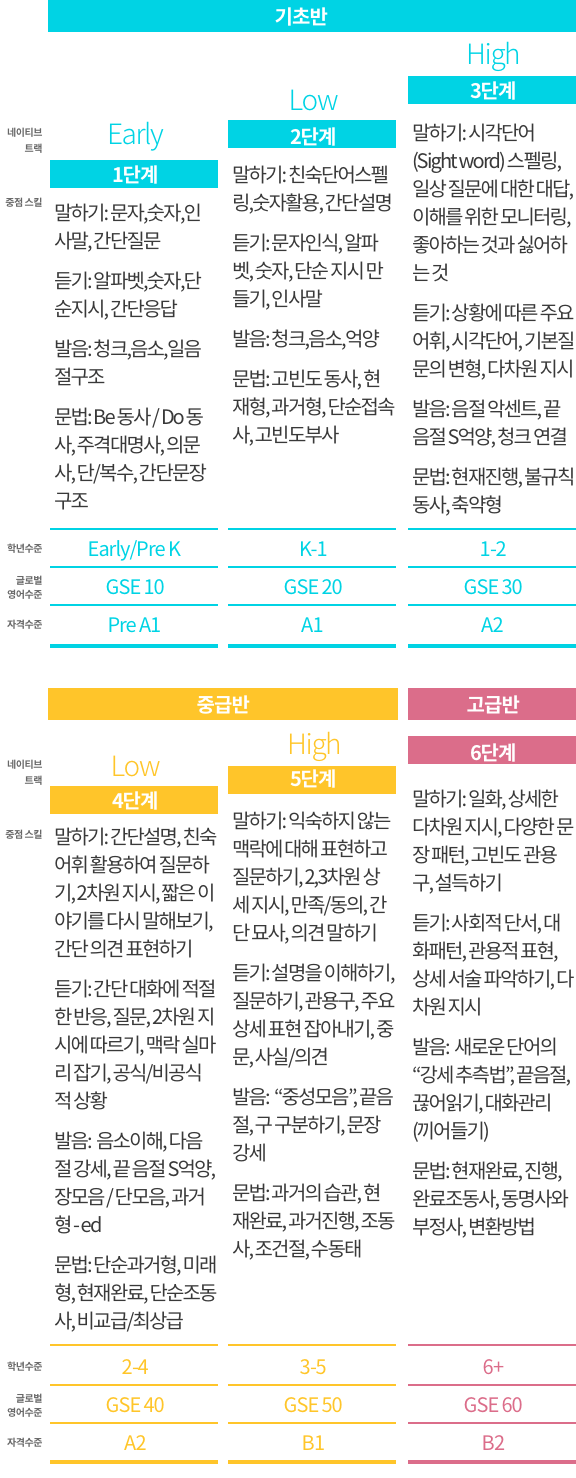 기초반
네이티브
트랙
중점 스킬
Early
1단계
말하기: 문자,숫자,인
사말, 간단질문
듣기: 알파벳,숫자,단
순지시, 간단응답
발음: 청크,음소,일음
절구조
문법: Be 동사 / Do 동
사, 주격대명사, 의문
사, 단/복수, 간단문장
구조
Low
2단계
말하기: 친숙단어스펠
링,숫자활용, 간단설명
듣기: 문자인식, 알파
벳, 숫자, 단순 지시 만
들기, 인사말
발음: 청크,음소,억양
문법: 고빈도 동사, 현
재형, 과거형, 단순접속
사, 고빈도부사
High
3단계
말하기: 시각단어
(Sight word) 스펠링,
일상 질문에 대한 대답,
이해를 위한 모니터링,
좋아하는 것과 싫어하
는 것
듣기: 상황에 따른 주요
어휘, 시각단어, 기본질
문의 변형, 다차원 지시
발음: 음절 악센트, 끝
음절 S억양, 청크 연결
문법: 현재진행, 불규칙
동사, 축약형
학년수준
Early/Pre K
K-1
1-2
글로벌
영어수준
GSE 10
GSE 20
GSE 30
자격수준
Pre A1
A1
A2
중급반
고급반
네이티브
트랙
중점 스킬
Low
4단계
말하기: 간단설명, 친숙
어휘 활용하여 질문하
기, 2차원 지시, 짧은 이
야기를 다시 말해보기,
간단 의견 표현하기
듣기: 간단 대화에 적절
한 반응, 질문, 2차원 지
시에 따르기, 맥락 실마
리 잡기, 공식/비공식
적 상황
발음: 음소이해, 다음
절 강세, 끝 음절 S억양,
장모음 / 단모음, 과거
형 - ed
문법: 단순과거형, 미래
형, 현재완료, 단순조동
사, 비교급/최상급
High
5단계
말하기: 익숙하지 않는
맥락에 대해 표현하고
질문하기, 2,3차원 상
세 지시, 만족/동의, 간
단 묘사, 의견 말하기
듣기: 설명을 이해하기,
질문하기, 관용구, 주요
상세 표현 잡아내기, 중
문, 사실/의견
발음: “중성모음”, 끝음
절, 구 구분하기, 문장
강세
문법: 과거의 습관, 현
재완료, 과거진행, 조동
사, 조건절, 수동태
6단계
말하기: 일화, 상세한
다차원 지시, 다양한 문
장 패턴, 고빈도 관용
구, 설득하기
듣기: 사회적 단서, 대
화패턴, 관용적 표현,
상세 서술 파악하기, 다
차원 지시
발음: 새로운 단어의
“강세 추측법”, 끝음절,
끊어읽기, 대화관리
(끼어들기)
문법: 현재완료, 진행,
완료조동사, 동명사와
부정사, 변환방법
학년수준
2-4
3-5
6+
글로벌
영어수준
GSE 40
GSE 50
GSE 60
자격수준
A2
B1
B2